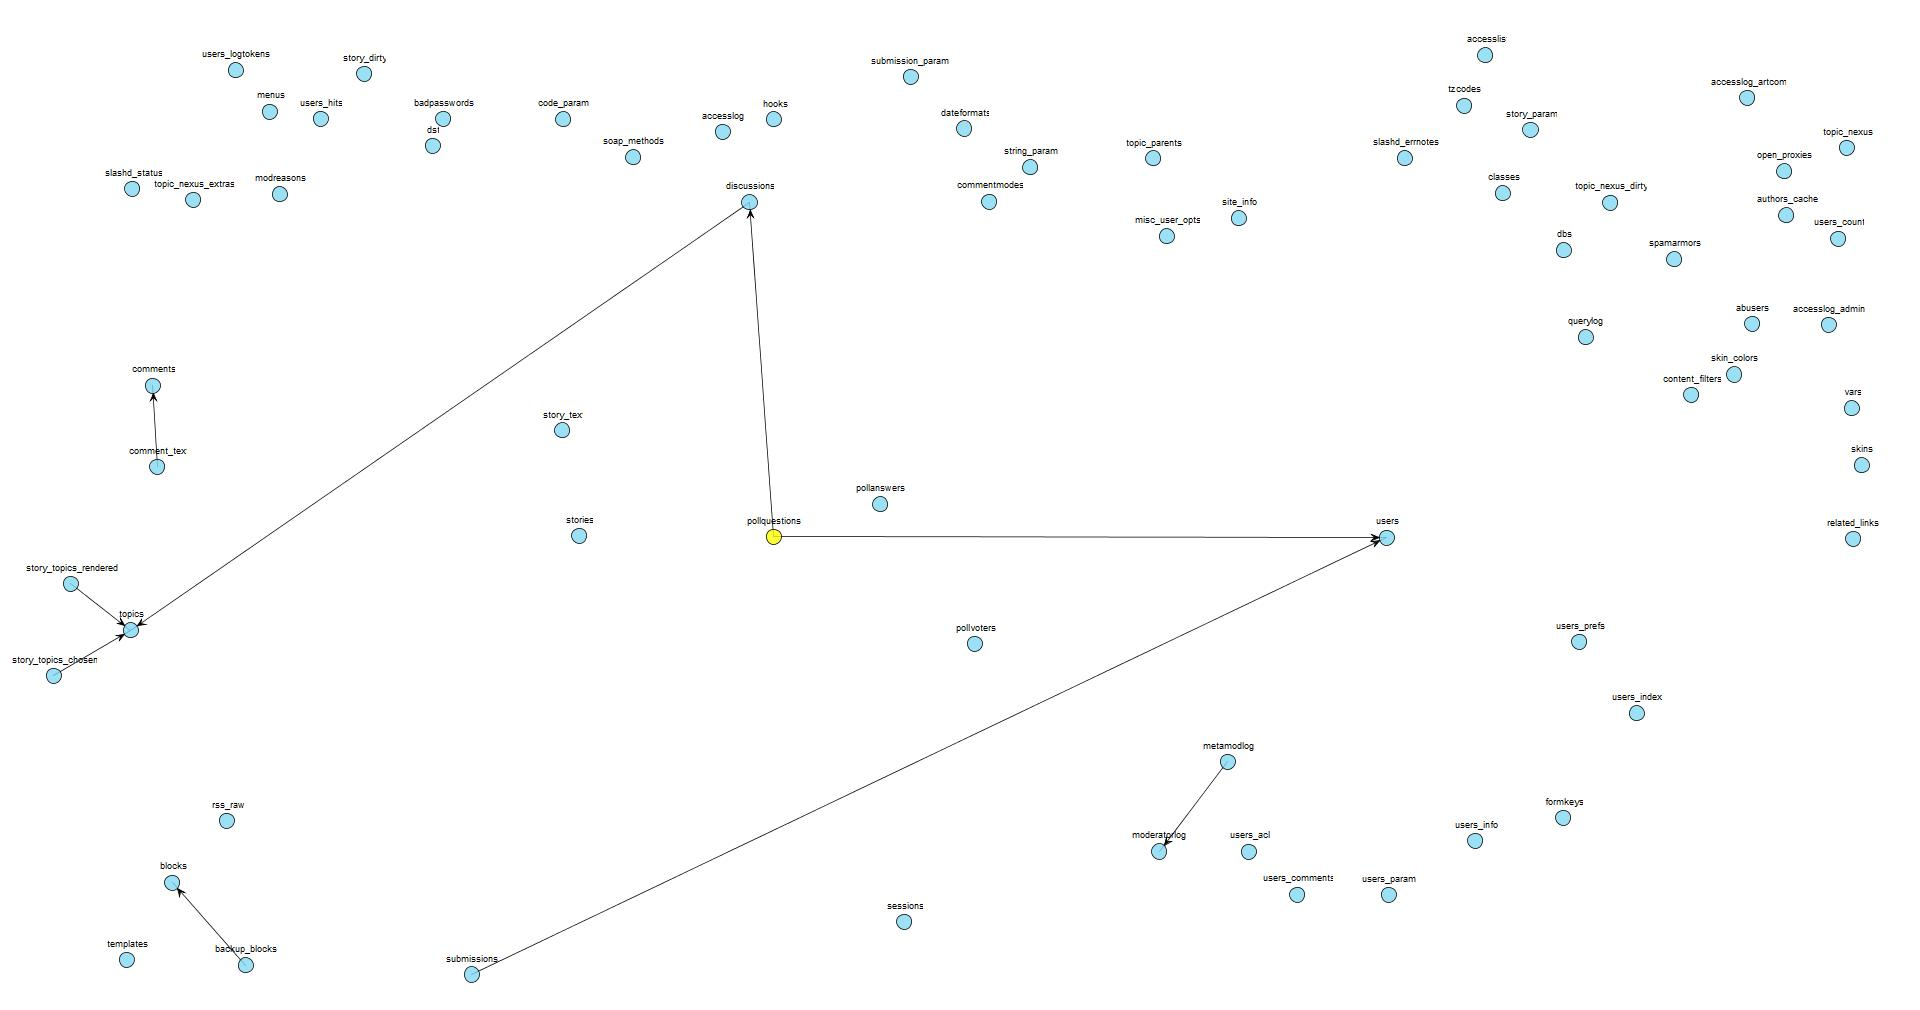 accesslis
users_logtokens
story_dirty
submission_param
accesslog_artcom
tzcodes
menus
users_hits
badpasswords
code_param
hooks
accesslog
dateformats
story_param
dst
soap_methods
string_param
topic_parents
slashd_errnotes
topic_nexus
open_proxies
slashd_status
topic_nexus_extras
modreasons
discussions
commentmodes
classes
topic_nexus_dirty
authors_cache
site_info
misc_user_opts
users_count
dbs
spamarmors
abusers
accesslog_admin
querylog
skin_colors
comments
content_filters
vars
story_tex
comment_tex
skins
pollanswers
stories
pollquestions
users
related_links
story_topics_rendered
topics
pollvoters
users_prefs
story_topics_chosen
users_index
metamodlog
rss_raw
formkeys
moderatorlog
users_acl
users_info
blocks
users_comments
users_param
sessions
templates
backup_blocks
submissions